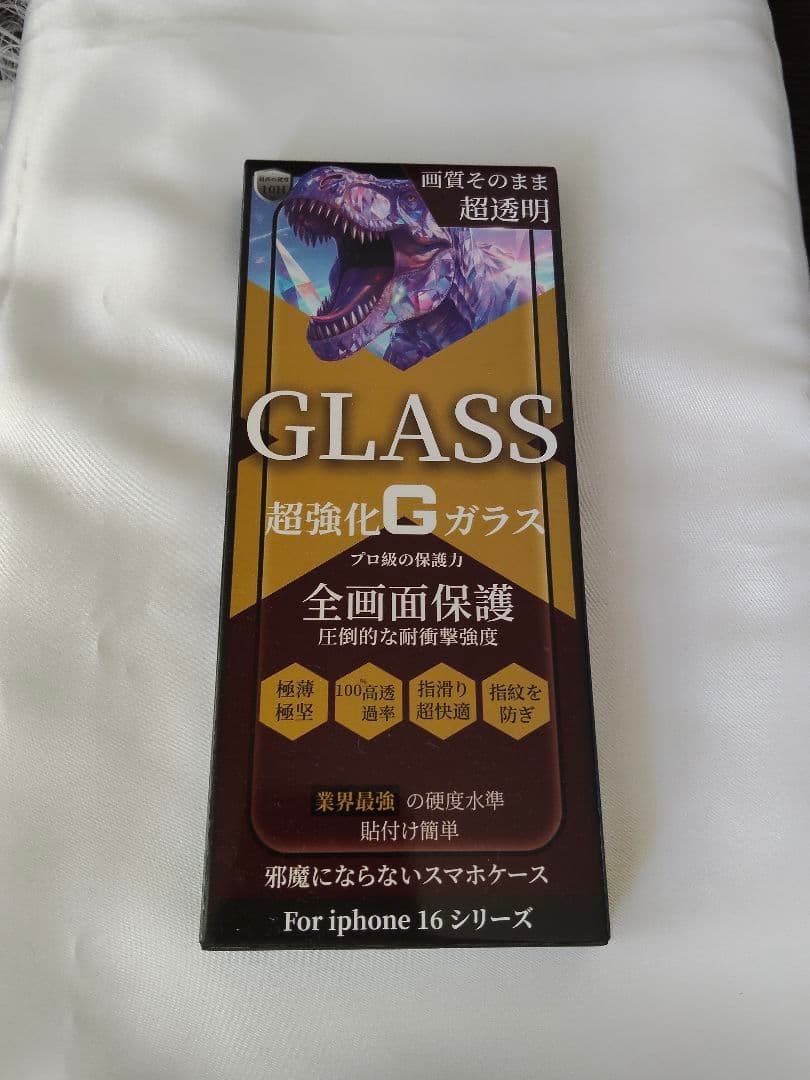 10H
画質そのまま
超透明
GLASS
超強化Gガラス
プロ級の保護力
全画面保護
圧倒的な耐衝撃強度
極薄
極坚
100%高透
過率
指滑り
超快適
指紋を
防ぎ
業界最強 の硬度水準
貼付け簡単
邪魔にならないスマホケース
For iphone 16 シリーズ